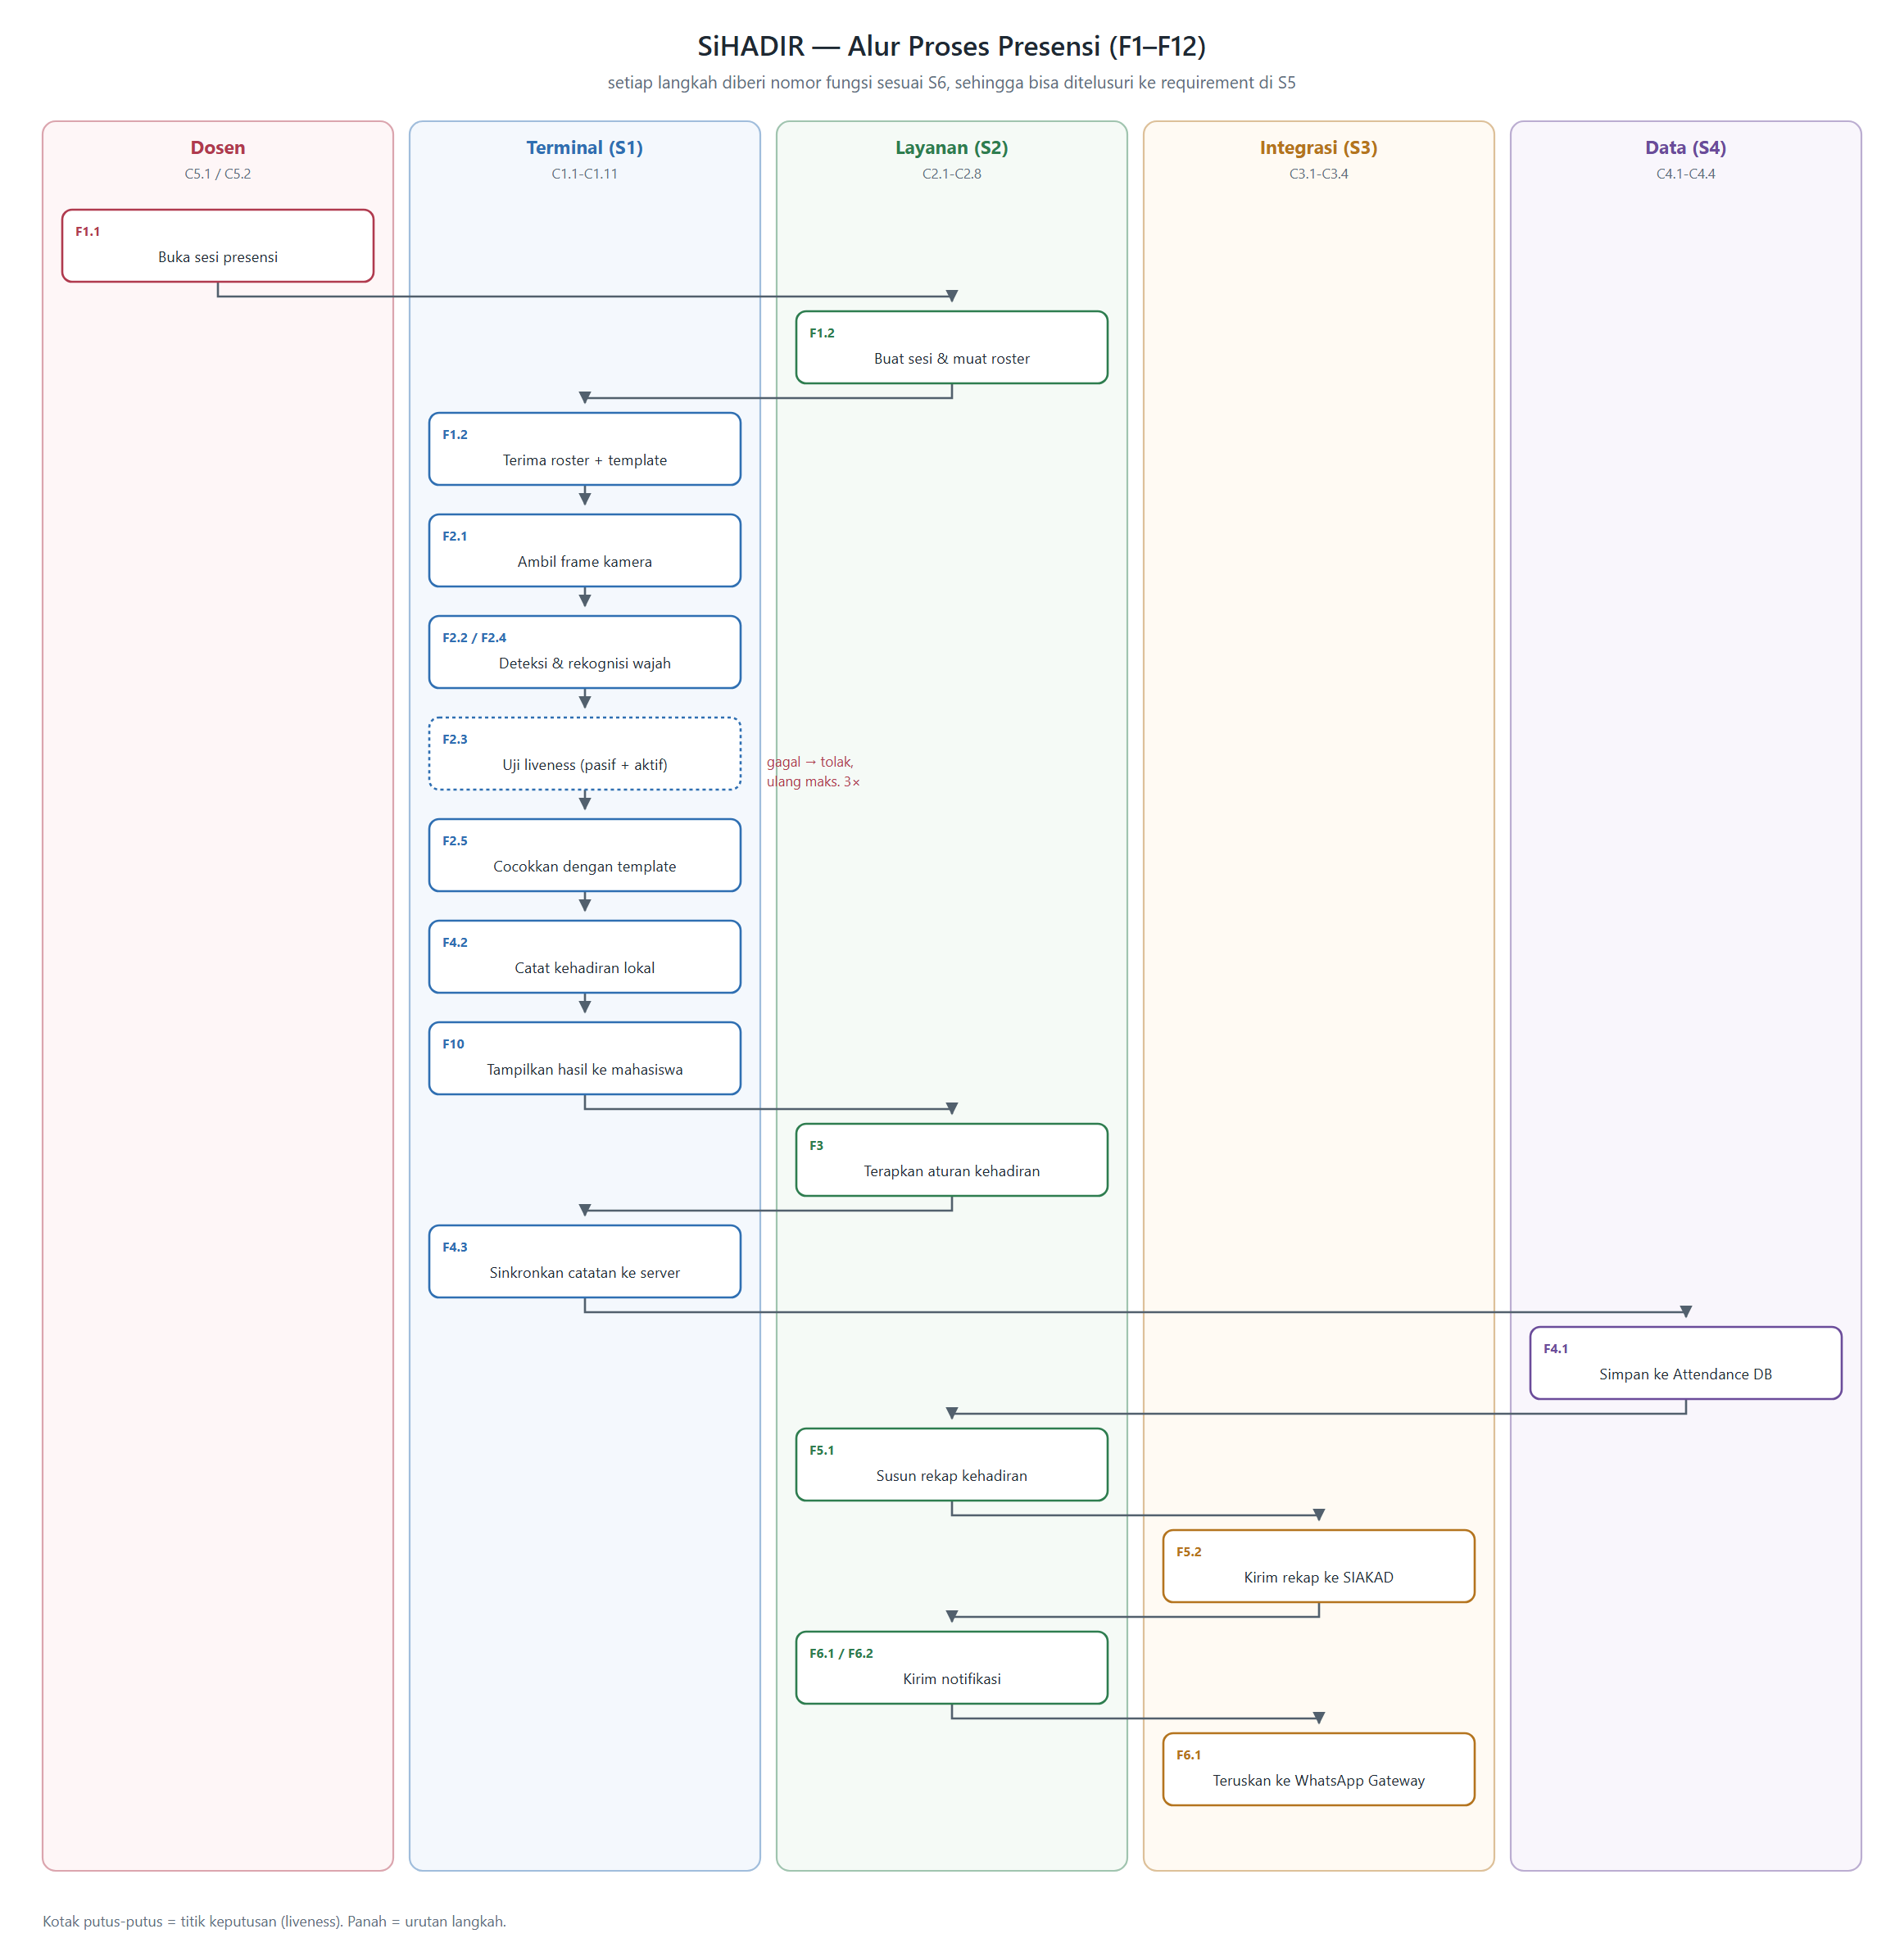 SiHADIR — Alur Proses Presensi (F1–F12)
setiap langkah diberi nomor fungsi sesuai S6, sehingga bisa ditelusuri ke requirement di S5
Dosen
C5.1 / C5.2
Terminal (S1)
C1.1-C1.11
Layanan (S2)
C2.1-C2.8
Integrasi (S3)
C3.1-C3.4
Data (S4)
C4.1-C4.4
F1.1
Buka sesi presensi
F1.2
Buat sesi & muat roster
F1.2
Terima roster + template
F2.1
Ambil frame kamera
F2.2 / F2.4
Deteksi & rekognisi wajah
F2.3
Uji liveness (pasif + aktif)
gagal → tolak,
ulang maks. 3×
F2.5
Cocokkan dengan template
F4.2
Catat kehadiran lokal
F10
Tampilkan hasil ke mahasiswa
F3
Terapkan aturan kehadiran
F4.3
Sinkronkan catatan ke server
F4.1
Simpan ke Attendance DB
F5.1
Susun rekap kehadiran
F5.2
Kirim rekap ke SIAKAD
F6.1 / F6.2
Kirim notifikasi
F6.1
Teruskan ke WhatsApp Gateway
Kotak putus-putus = titik keputusan (liveness). Panah = urutan langkah.